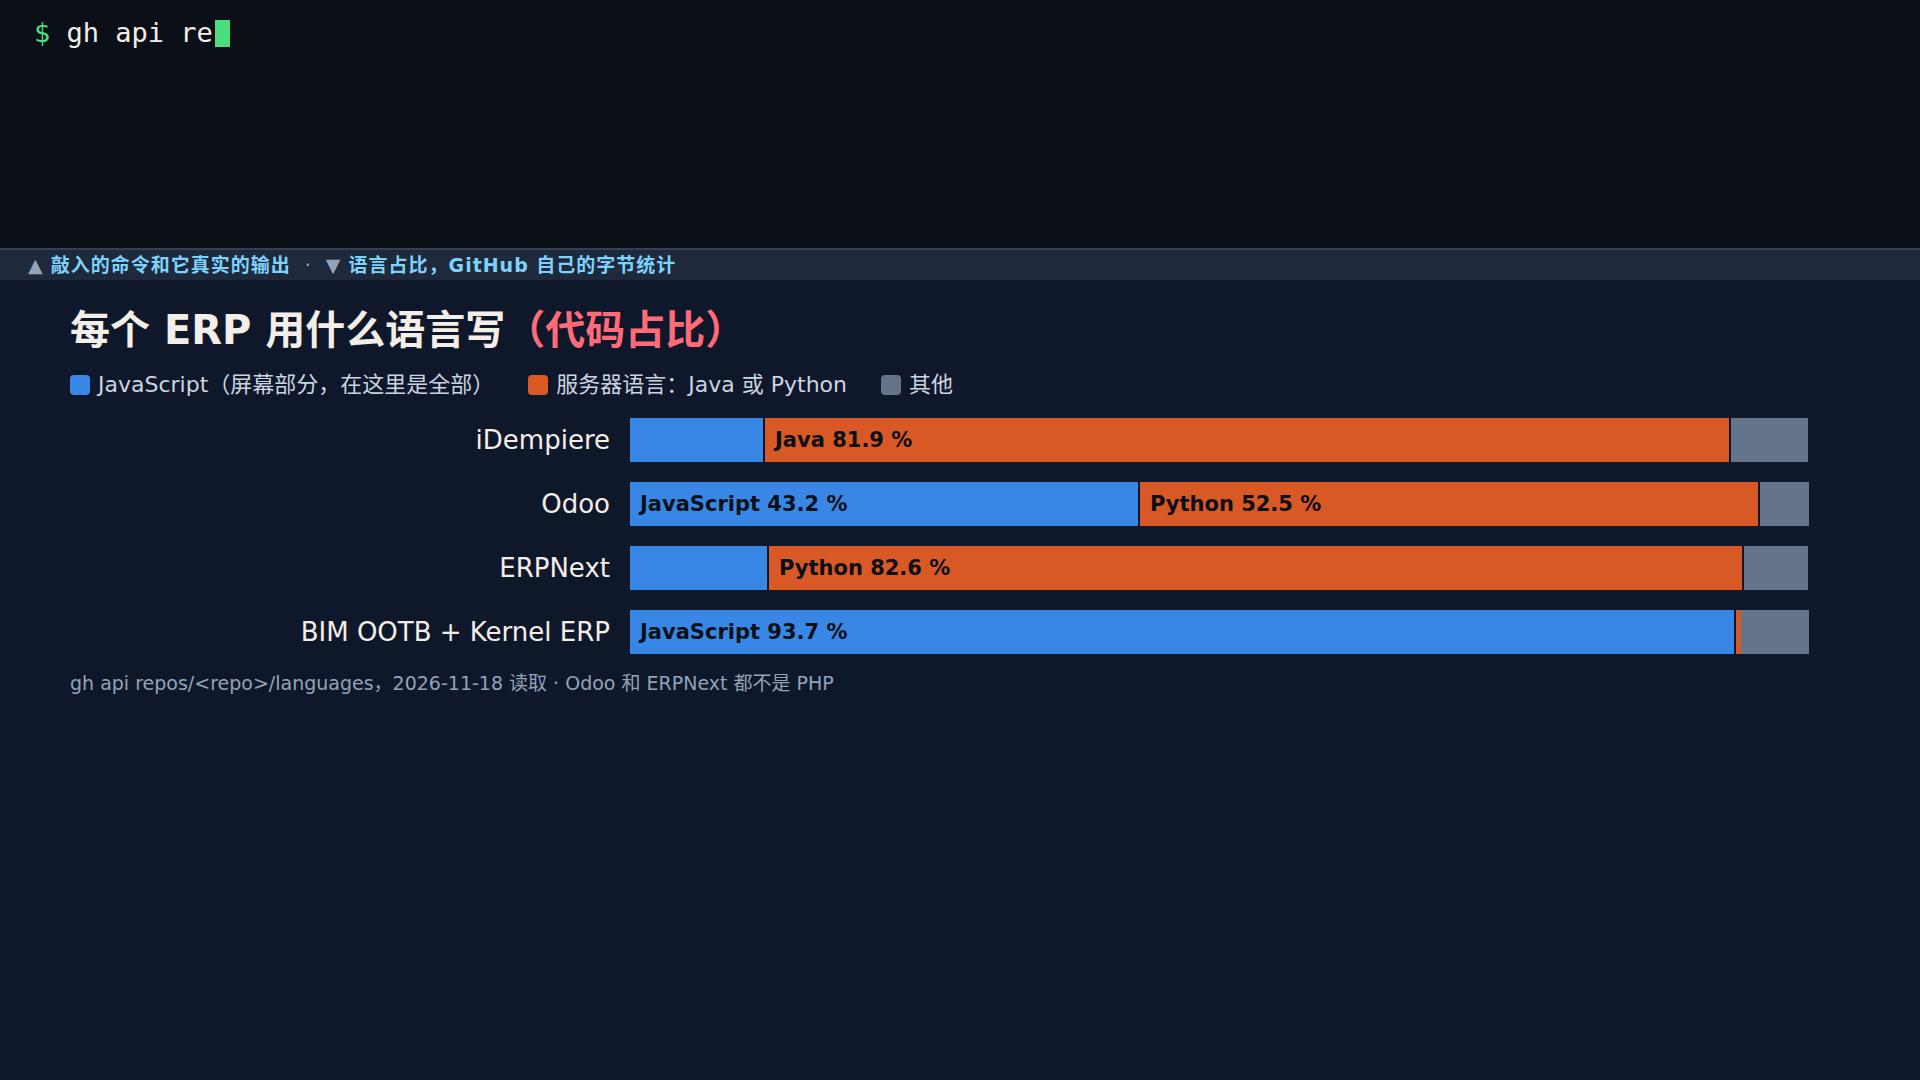 $ gh api re
▲ 敲入的命令和它真实的输出 · ▼ 语言占比，GitHub 自己的字节统计
每个 ERP 用什么语言写（代码占比）
JavaScript（屏幕部分，在这里是全部） 服务器语言：Java 或 Python 其他
iDempiere Java 81.9 %
Odoo JavaScript 43.2 % Python 52.5 %
ERPNext Python 82.6 %
BIM OOTB + Kernel ERP JavaScript 93.7 %
gh api repos/<repo>/languages，2026-11-18 读取 · Odoo 和 ERPNext 都不是 PHP